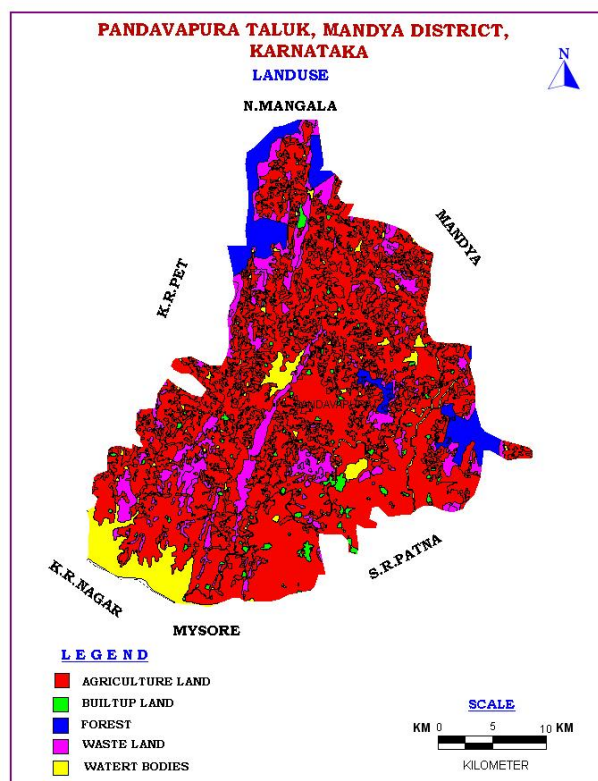 PANDAVAPURA TALUK, MANDYA DISTRICT,
KARNATAKA
LANDUSE
N
N.MANGALA
MANDYA
K.R.PET
PANDAVAPURA
S.R.PATNA
K.R.NAGAR
MYSORE
LEGEND
AGRICULTURE LAND
BUILTUP LAND
FOREST
WASTE LAND
WATERT BODIES
SCALE
KM 0 5 10 KM
KILOMETER